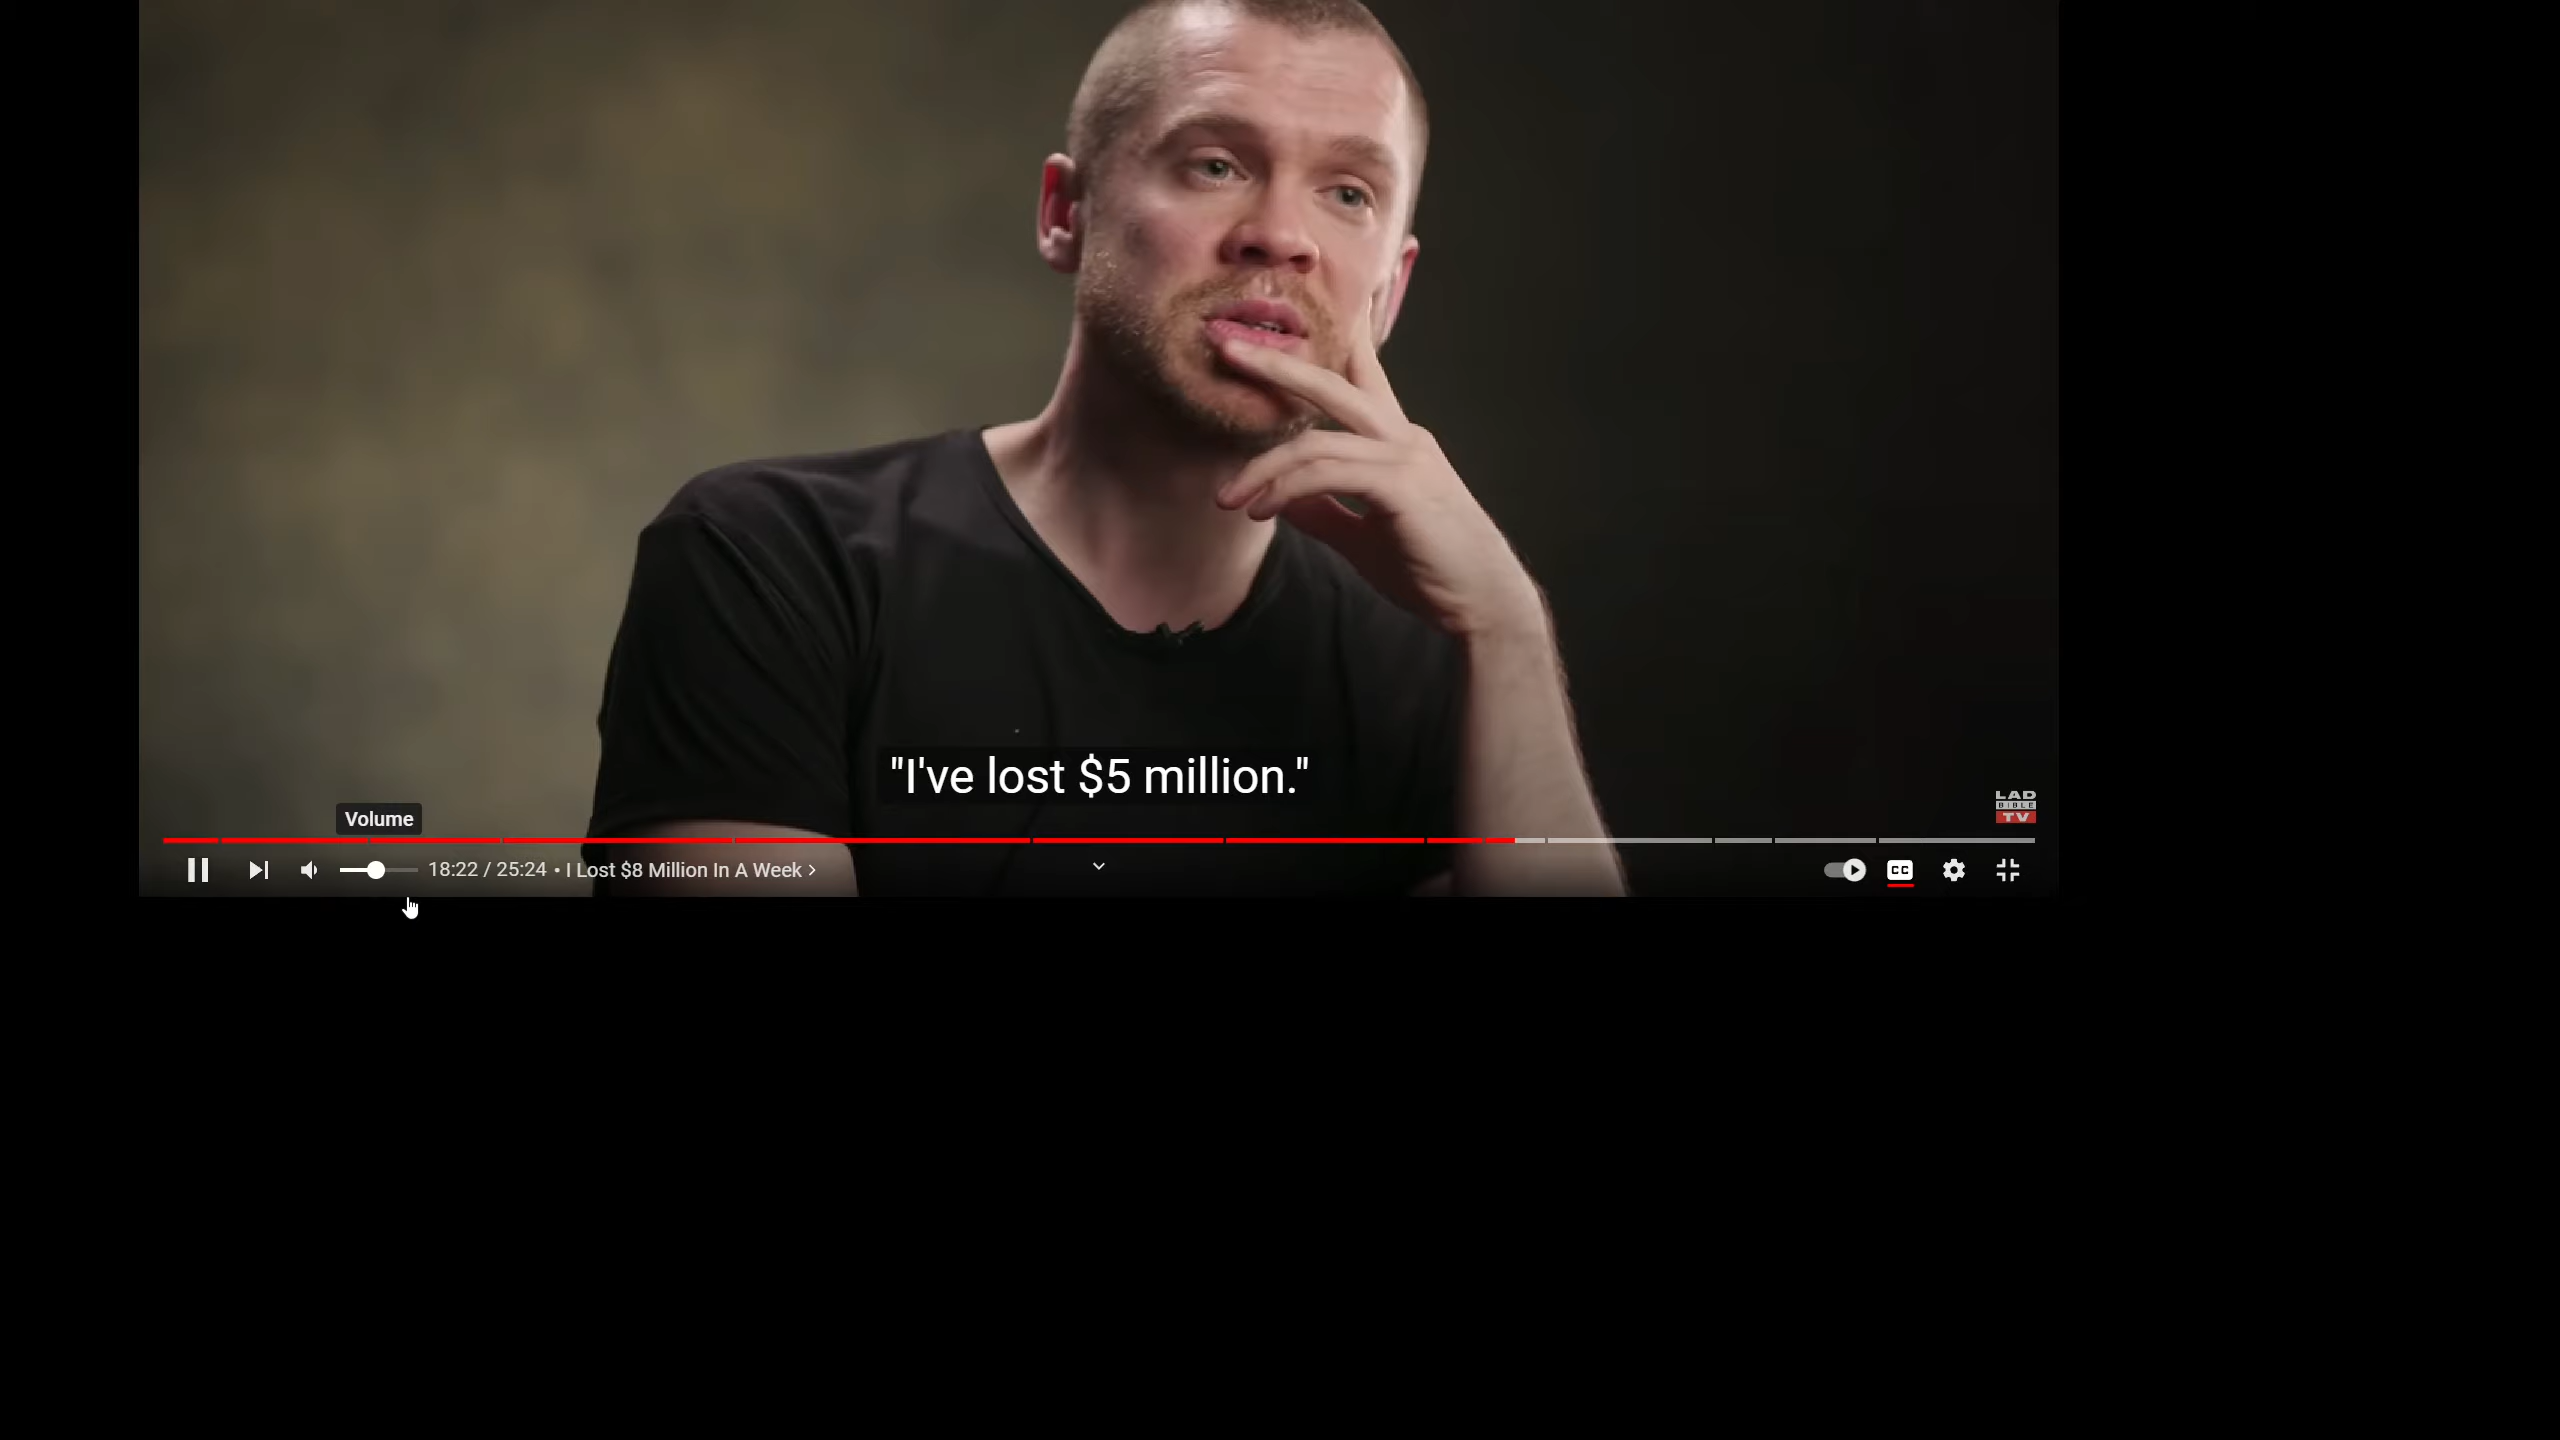 "I've lost $5 million."
LAD
BIBLE
TV
Volume
18:22 / 25:24 • I Lost $8 Million In A Week >
CC